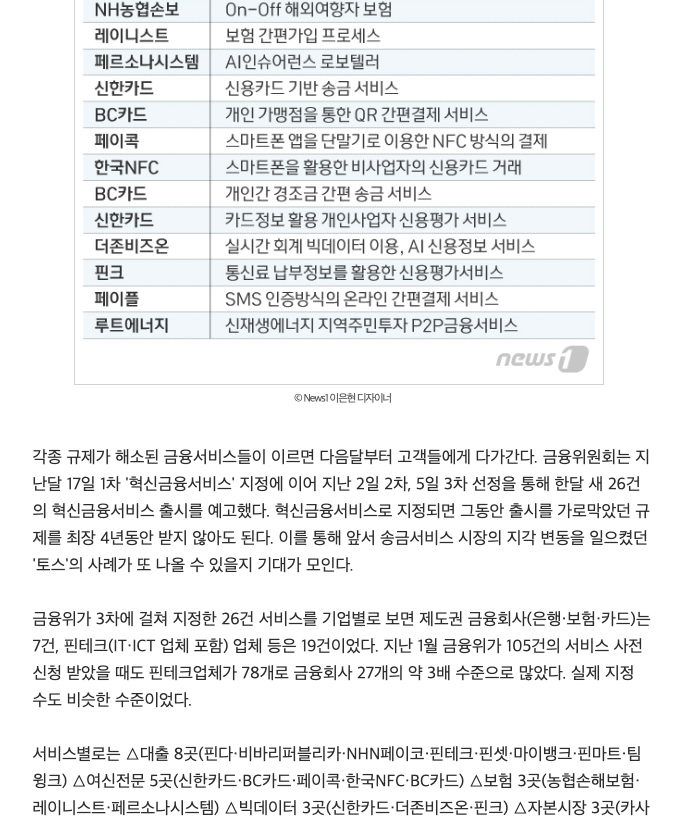 NH농협손보 On-Off 해외여행자 보험
레이니스트 보험 간편가입 프로세스
페르소나시스템 AI인슈어런스 로보텔러
신한카드 신용카드 기반 송금 서비스
BC카드 개인 가맹점을 통한 QR 간편결제 서비스
페이콕 스마트폰 앱을 단말기로 이용한 NFC 방식의 결제
한국NFC 스마트폰을 활용한 비사업자의 신용카드 거래
BC카드 개인간 경조금 간편 송금 서비스
신한카드 카드정보 활용 개인사업자 신용평가 서비스
더존비즈온 실시간 회계 빅데이터 이용, AI 신용정보 서비스
핀크 통신료 납부정보를 활용한 신용평가서비스
페이플 SMS 인증방식의 온라인 간편결제 서비스
루트에너지 신재생에너지 지역주민투자 P2P금융서비스
news1
© News1 이은현 디자이너
각종 규제가 해소된 금융서비스들이 이르면 다음달부터 고객들에게 다가간다. 금융위원회는 지
난달 17일 1차 '혁신금융서비스' 지정에 이어 지난 2일 2차, 5일 3차 선정을 통해 한달 새 26건
의 혁신금융서비스 출시를 예고했다. 혁신금융서비스로 지정되면 그동안 출시를 가로막았던 규
제를 최장 4년동안 받지 않아도 된다. 이를 통해 앞서 송금서비스 시장의 지각 변동을 일으켰던
'토스'의 사례가 또 나올 수 있을지 기대가 모인다.
금융위가 3차에 걸쳐 지정한 26건 서비스를 기업별로 보면 제도권 금융회사(은행·보험·카드)는
7건, 핀테크(IT·ICT 업체 포함) 업체 등은 19건이었다. 지난 1월 금융위가 105건의 서비스 사전
신청 받았을 때도 핀테크업체가 78개로 금융회사 27개의 약 3배 수준으로 많았다. 실제 지정
수도 비슷한 수준이었다.
서비스별로는 △대출 8곳(핀다·비바리퍼블리카·NHN페이코·핀테크·핀셋·마이뱅크·핀마트·팀
윙크) △여신전문 5곳(신한카드·BC카드·페이콕·한국NFC·BC카드) △보험 3곳(농협손해보험·
레이니스트·페르소나시스템) △빅데이터 3곳(신한카드·더존비즈온·핀크) △자본시장 3곳(카사